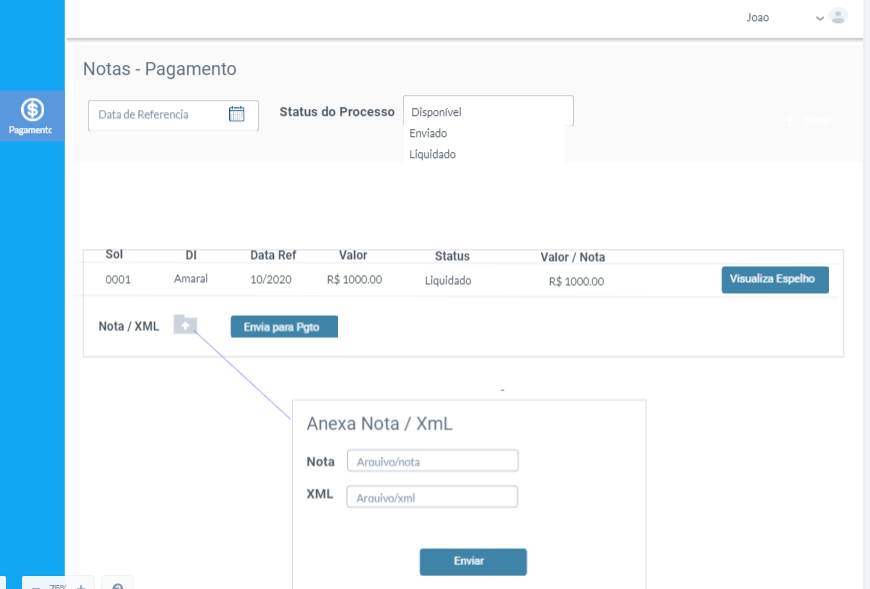 Joao
Notas - Pagamento
Pagamento
Data de Referencia
Status do Processo
Disponível
Enviado
Liquidado
Sol DI Data Ref Valor Status Valor / Nota
0001 Amaral 10/2020 R$ 1000.00 Liquidado R$ 1000.00 Visualiza Espelho
Nota / XML Envia para Pgto
-
Anexa Nota / XmL
Nota Arquivo/nota
XML Arquivo/xml
Enviar
75%